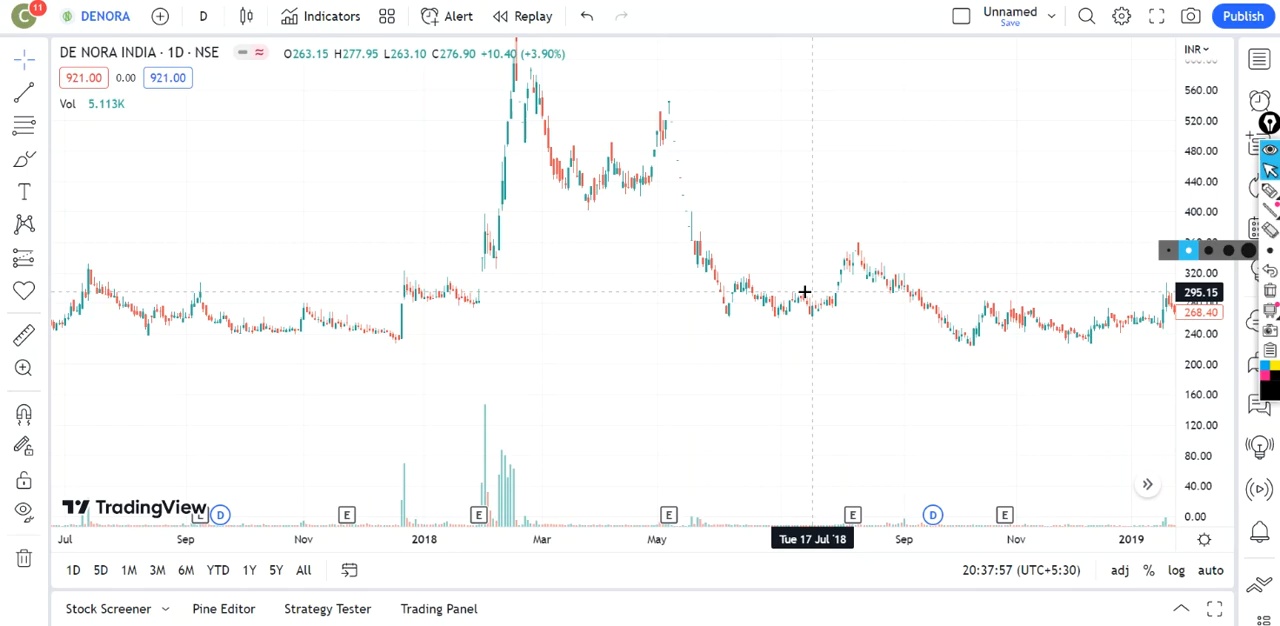 C 11 DENORA D Indicators Alert Replay Unnamed Save Publish
DE NORA INDIA · 1D · NSE O263.15 H277.95 L263.10 C276.90 +10.40 (+3.90%) INR
921.00 0.00 921.00
Vol 5.113K
560.00
520.00
480.00
440.00
400.00
320.00
295.15
268.40
240.00
200.00
160.00
120.00
80.00
40.00
0.00
TradingView
D E E E E D E
Jul Sep Nov 2018 Mar May Tue 17 Jul '18 Sep Nov 2019
1D 5D 1M 3M 6M YTD 1Y 5Y All 20:37:57 (UTC+5:30) adj % log auto
Stock Screener Pine Editor Strategy Tester Trading Panel